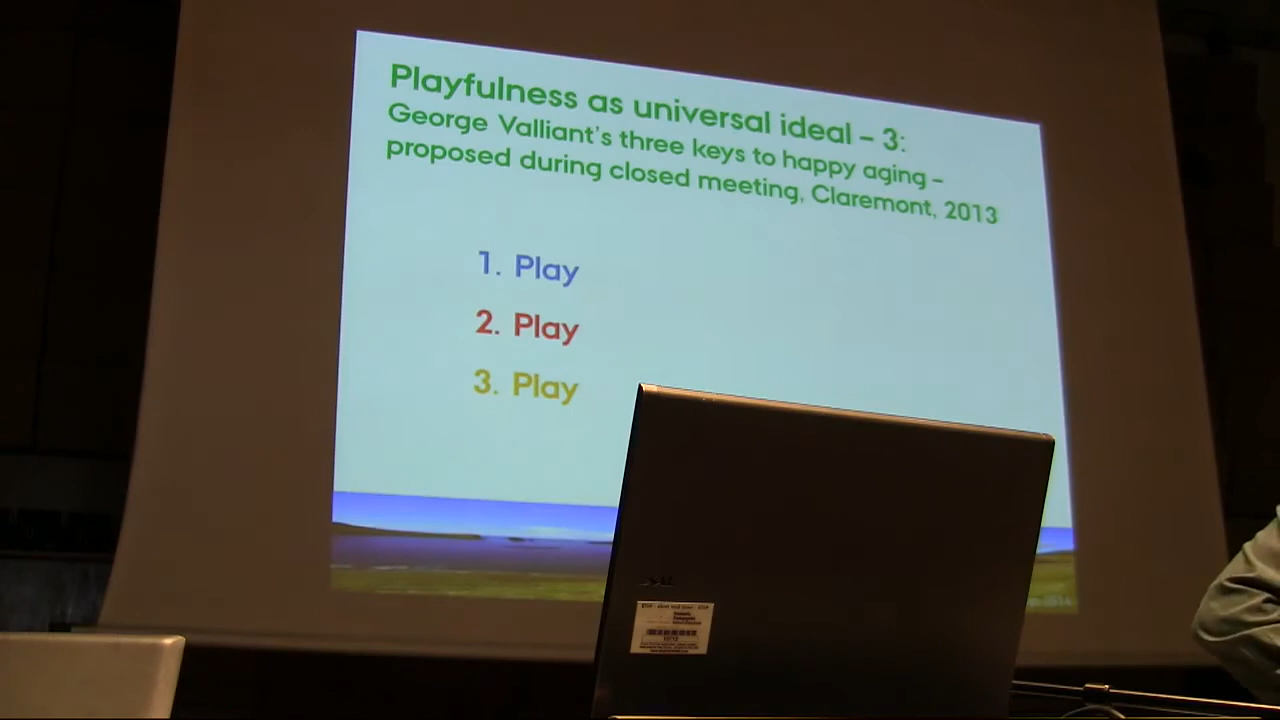 Playfulness as universal ideal – 3:
George Valliant's three keys to happy aging –
proposed during closed meeting, Claremont, 2013
1. Play
2. Play
3. Play